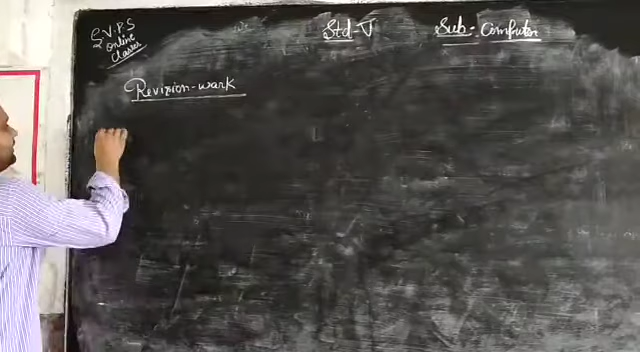 e.V.P.S
online
classes
Std-V
Sub- Computer
Revision-work